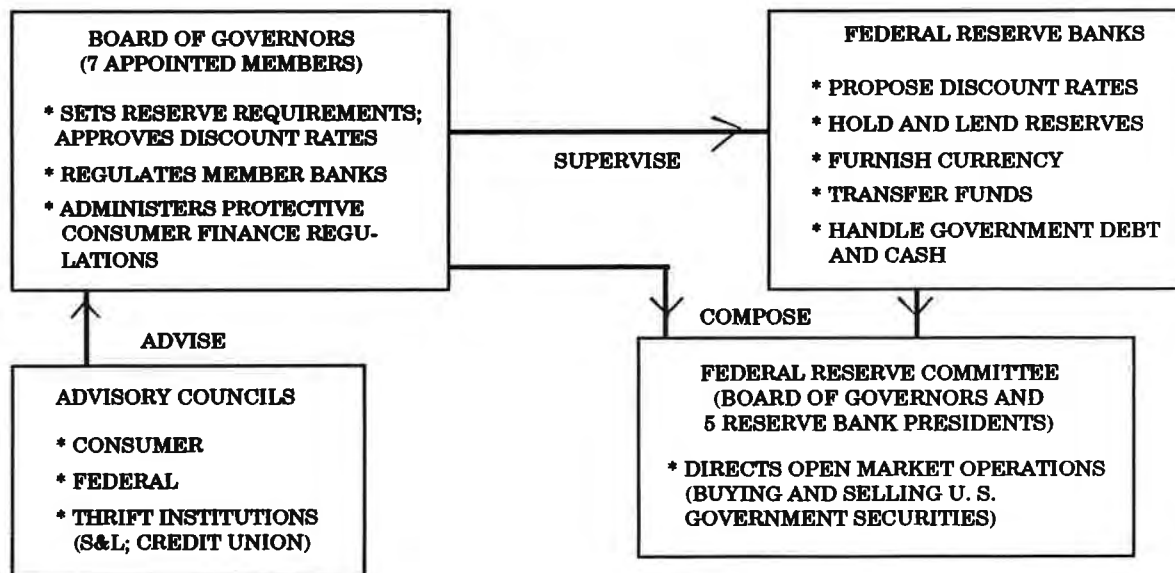 BOARD OF GOVERNORS
(7 APPOINTED MEMBERS)
* SETS RESERVE REQUIREMENTS;
APPROVES DISCOUNT RATES
* REGULATES MEMBER BANKS
* ADMINISTERS PROTECTIVE
CONSUMER FINANCE REGU-
LATIONS
SUPERVISE
FEDERAL RESERVE BANKS
* PROPOSE DISCOUNT RATES
* HOLD AND LEND RESERVES
* FURNISH CURRENCY
* TRANSFER FUNDS
* HANDLE GOVERNMENT DEBT
AND CASH
ADVISE
COMPOSE
ADVISORY COUNCILS
* CONSUMER
* FEDERAL
* THRIFT INSTITUTIONS
(S&L; CREDIT UNION)
FEDERAL RESERVE COMMITTEE
(BOARD OF GOVERNORS AND
5 RESERVE BANK PRESIDENTS)
* DIRECTS OPEN MARKET OPERATIONS
(BUYING AND SELLING U. S.
GOVERNMENT SECURITIES)